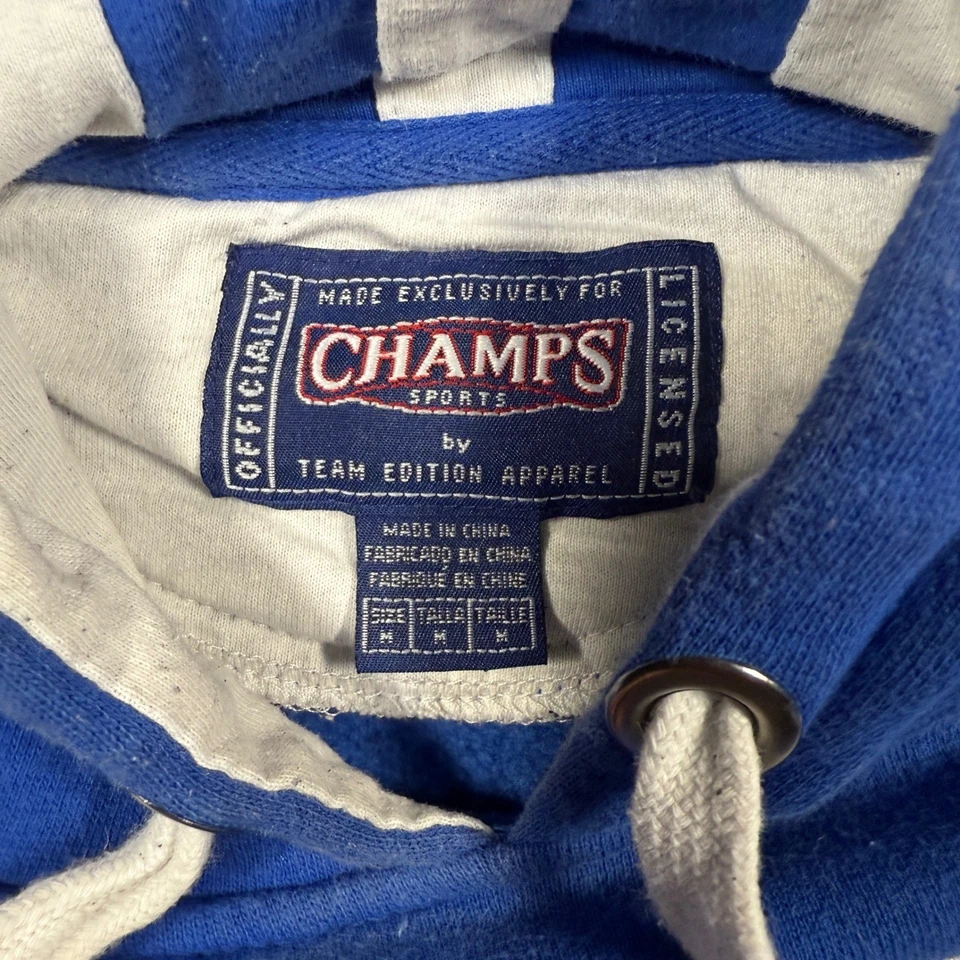 OFFICIALLY
MADE EXCLUSIVELY FOR
CHAMPS
SPORTS
by
TEAM EDITION APPAREL
LICENSED
MADE IN CHINA
FABRICADO EN CHINA
FABRIQUE EN CHINE
SIZE TALLA TAILLE
M M M